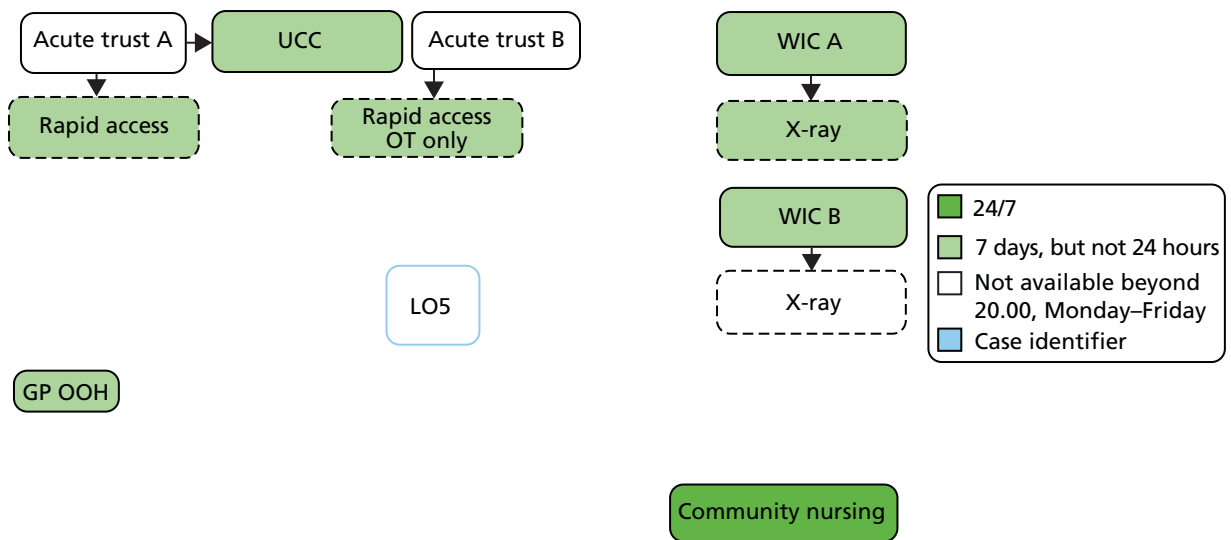 Acute trust A
UCC
Acute trust B
WIC A
Rapid access
Rapid access
OT only
X-ray
WIC B
24/7
7 days, but not 24 hours
Not available beyond
20.00, Monday–Friday
Case identifier
X-ray
LO5
GP OOH
Community nursing